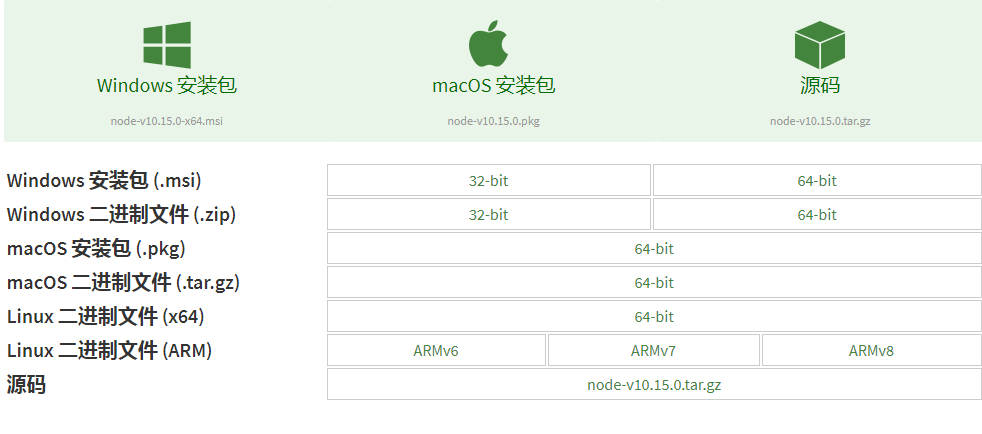 Windows 安装包 macOS 安装包 源码
node-v10.15.0-x64.msi node-v10.15.0.pkg node-v10.15.0.tar.gz
Windows 安装包 (.msi) 32-bit 64-bit
Windows 二进制文件 (.zip) 32-bit 64-bit
macOS 安装包 (.pkg) 64-bit
macOS 二进制文件 (.tar.gz) 64-bit
Linux 二进制文件 (x64) 64-bit
Linux 二进制文件 (ARM) ARMv6 ARMv7 ARMv8
源码 node-v10.15.0.tar.gz